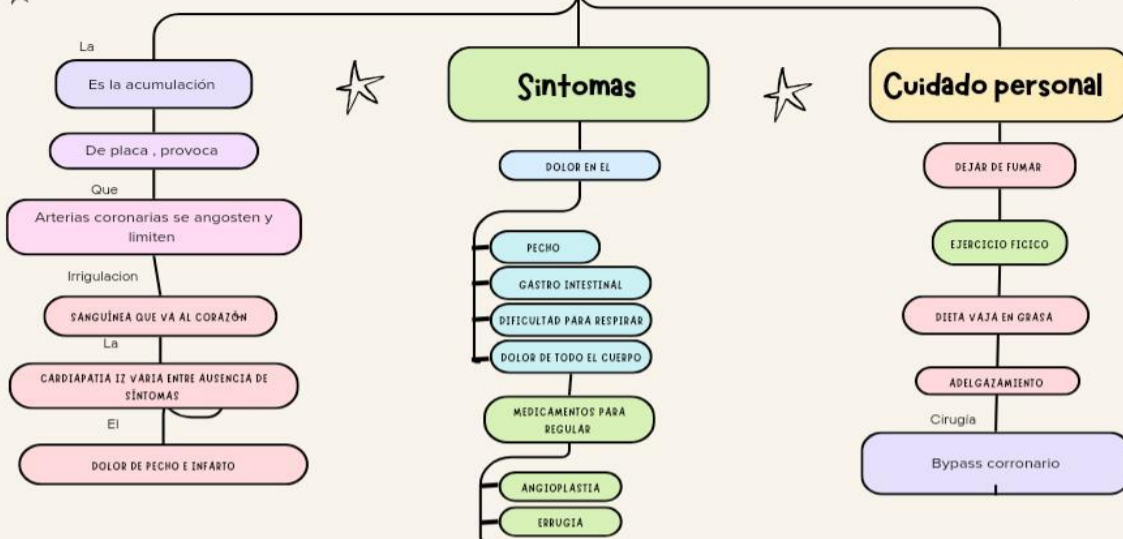 La
Es la acumulación
De placa , provoca
Que
Arterias coronarias se angosten y
limiten
Irrigulacion
SANGUÍNEA QUE VA AL CORAZÓN
La
CARDIAPATIA IZ VARIA ENTRE AUSENCIA DE
SÍNTOMAS
El
DOLOR DE PECHO E INFARTO
Sintomas
DOLOR EN EL
PECHO
GASTRO INTESTINAL
DIFICULTAD PARA RESPIRAR
DOLOR DE TODO EL CUERPO
MEDICAMENTOS PARA
REGULAR
ANGIOPLASTIA
ERRUGIA
Cuidado personal
DEJAR DE FUMAR
EJERCICIO FICICO
DIETA VAJA EN GRASA
ADELGAZAMIENTO
Cirugía
Bypass corronario